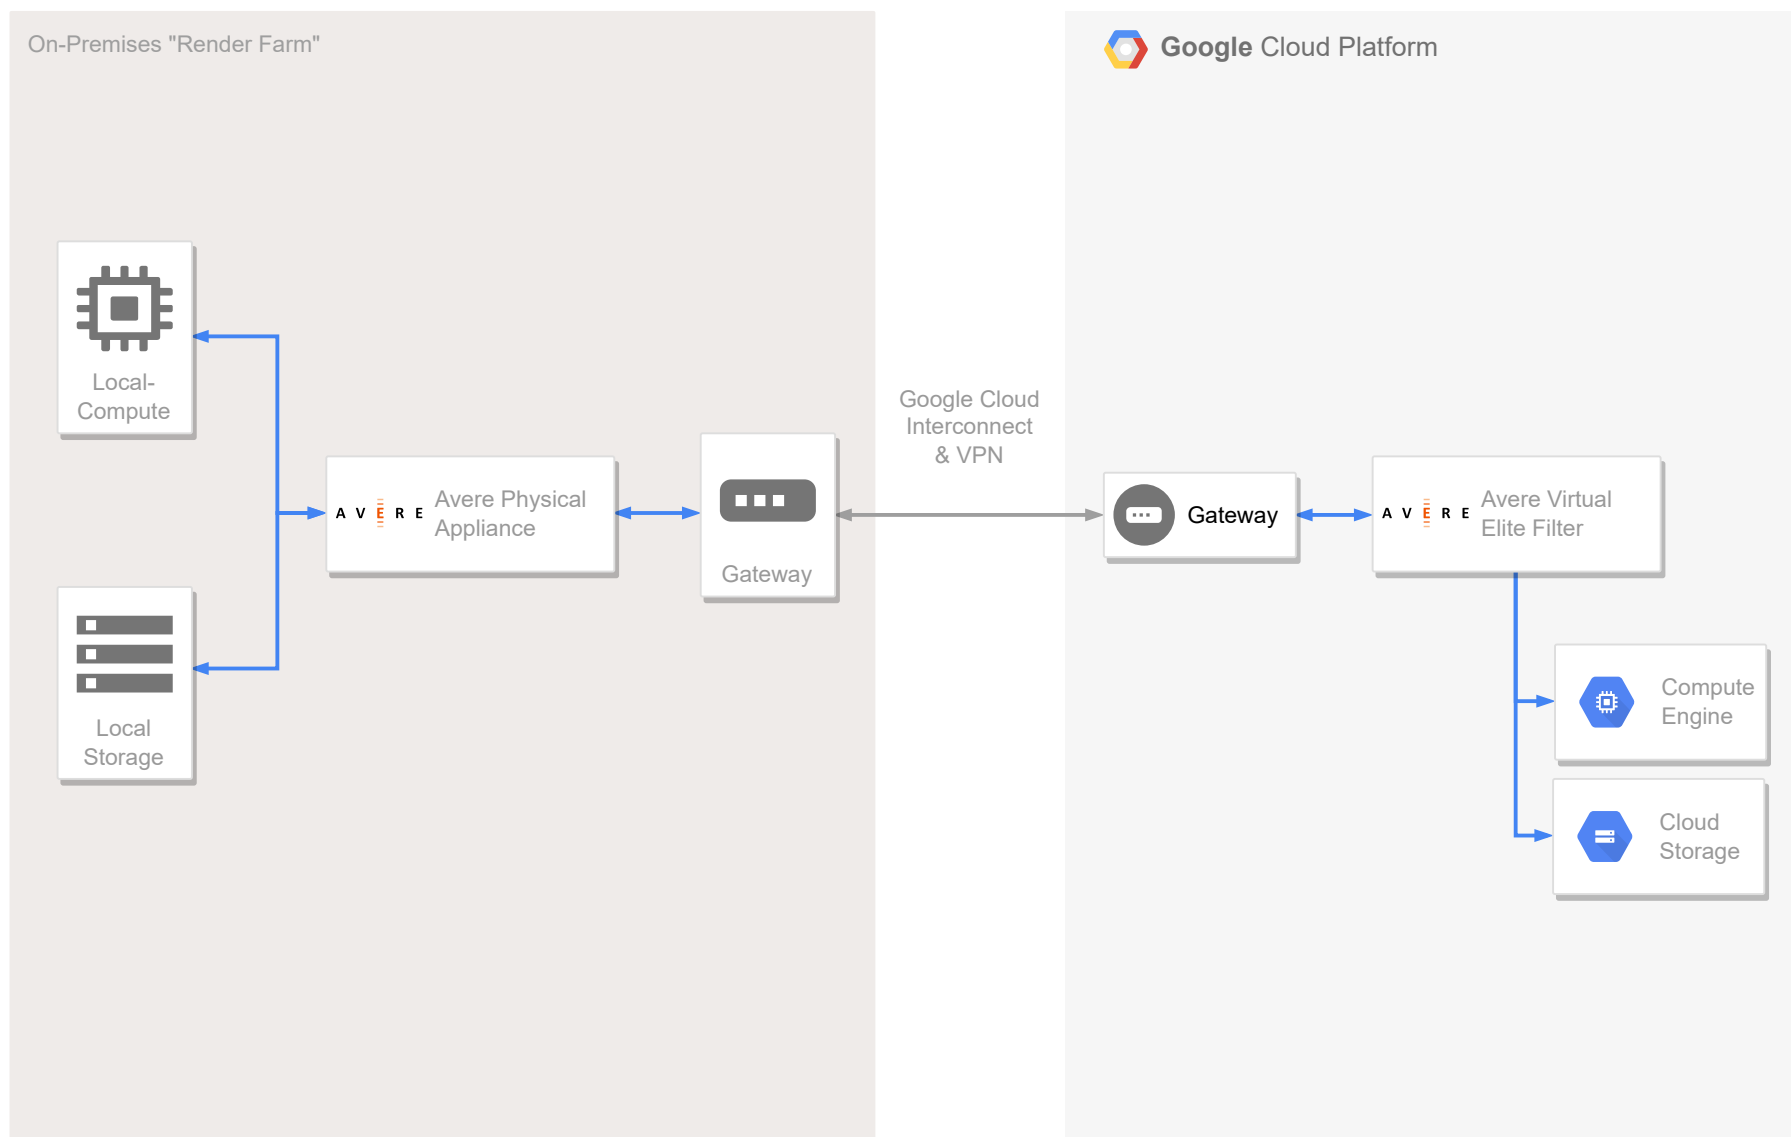 On-Premises "Render Farm"
Google Cloud Platform
Local-
Compute
Google Cloud
Interconnect
& VPN
AVERE
Avere Physical
Appliance
Gateway
Gateway
AVERE
Avere Virtual
Elite Filter
Local
Storage
Compute
Engine
Cloud
Storage